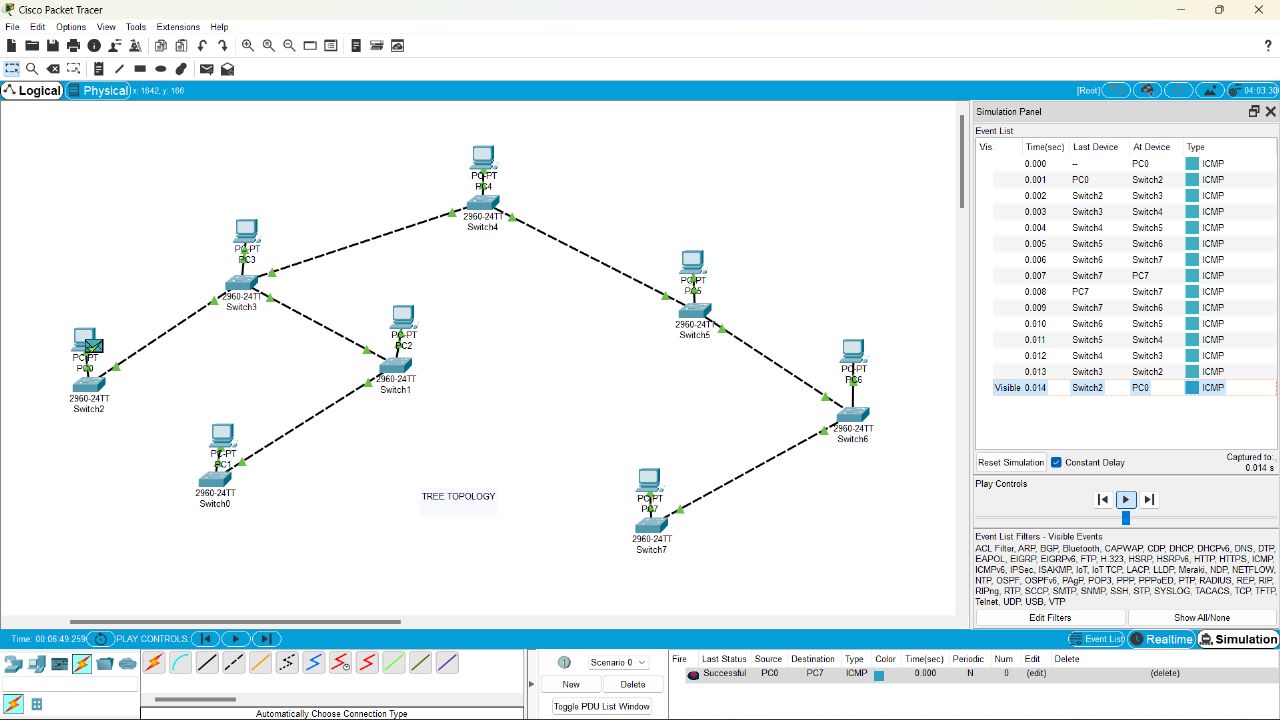 Cisco Packet Tracer
File Edit Options View Tools Extensions Help
?
Logical Physical x: 1642, y: 166
[Root] 04:03:30
PC-PT
PC4
2960-24TT
Switch4
PC-PT
PC3
2960-24TT
Switch3
PC-PT
PC5
2960-24TT
Switch5
PC-PT
PC2
2960-24TT
Switch1
PC-PT
PC0
2960-24TT
Switch2
PC-PT
PC6
2960-24TT
Switch6
PC-PT
PC1
2960-24TT
Switch0
PC-PT
PC7
2960-24TT
Switch7
TREE TOPOLOGY
Simulation Panel
Event List
Vis. Time(sec) Last Device At Device Type
0.000 -- PC0 ICMP
0.001 PC0 Switch2 ICMP
0.002 Switch2 Switch3 ICMP
0.003 Switch3 Switch4 ICMP
0.004 Switch4 Switch5 ICMP
0.005 Switch5 Switch6 ICMP
0.006 Switch6 Switch7 ICMP
0.007 Switch7 PC7 ICMP
0.008 PC7 Switch7 ICMP
0.009 Switch7 Switch6 ICMP
0.010 Switch6 Switch5 ICMP
0.011 Switch5 Switch4 ICMP
0.012 Switch4 Switch3 ICMP
0.013 Switch3 Switch2 ICMP
Visible 0.014 Switch2 PC0 ICMP
Reset Simulation Constant Delay Captured to:
0.014 s
Play Controls
Event List Filters - Visible Events
ACL Filter, ARP, BGP, Bluetooth, CAPWAP, CDP, DHCP, DHCPv6, DNS, DTP,
EAPOL, EIGRP, EIGRPv6, FTP, H.323, HSRP, HSRPv6, HTTP, HTTPS, ICMP,
ICMPv6, IPSec, ISAKMP, IoT, IoT TCP, LACP, LLDP, Meraki, NDP, NETFLOW,
NTP, OSPF, OSPFv6, PAgP, POP3, PPP, PPPoED, PTP, RADIUS, REP, RIP,
RIPng, RTP, SCCP, SMTP, SNMP, SSH, STP, SYSLOG, TACACS, TCP, TFTP,
Telnet, UDP, USB, VTP
Edit Filters Show All/None
Time: 00:06:49.259 PLAY CONTROLS: Event List Realtime Simulation
Automatically Choose Connection Type
Scenario 0
New Delete
Toggle PDU List Window
Fire Last Status Source Destination Type Color Time(sec) Periodic Num Edit Delete
Successful PC0 PC7 ICMP 0.000 N 0 (edit) (delete)